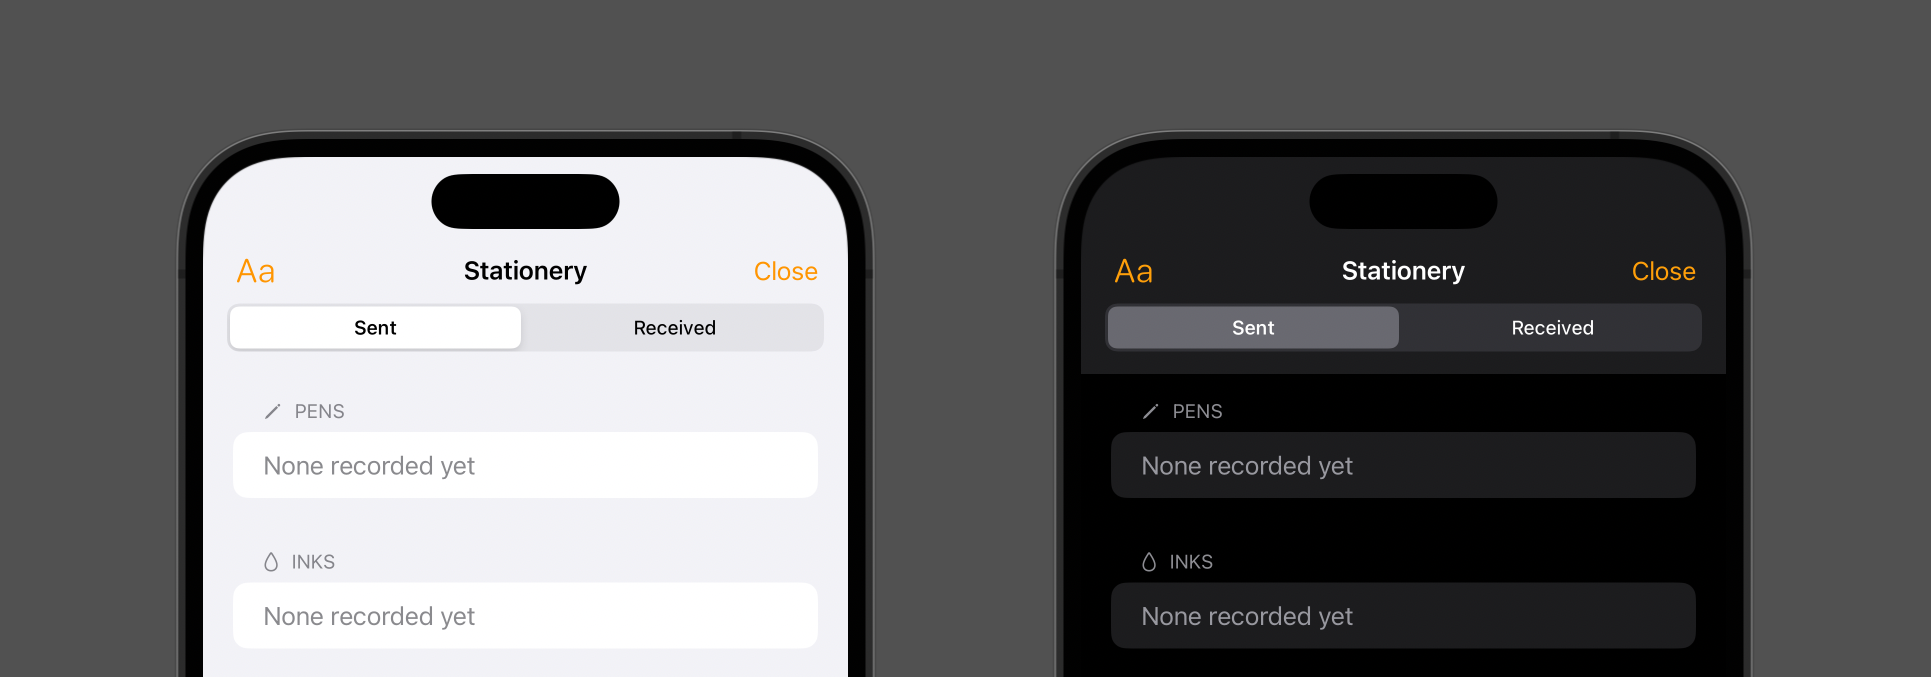 Aa Stationery Close
Sent Received
PENS
None recorded yet
INKS
None recorded yet
Aa Stationery Close
Sent Received
PENS
None recorded yet
INKS
None recorded yet